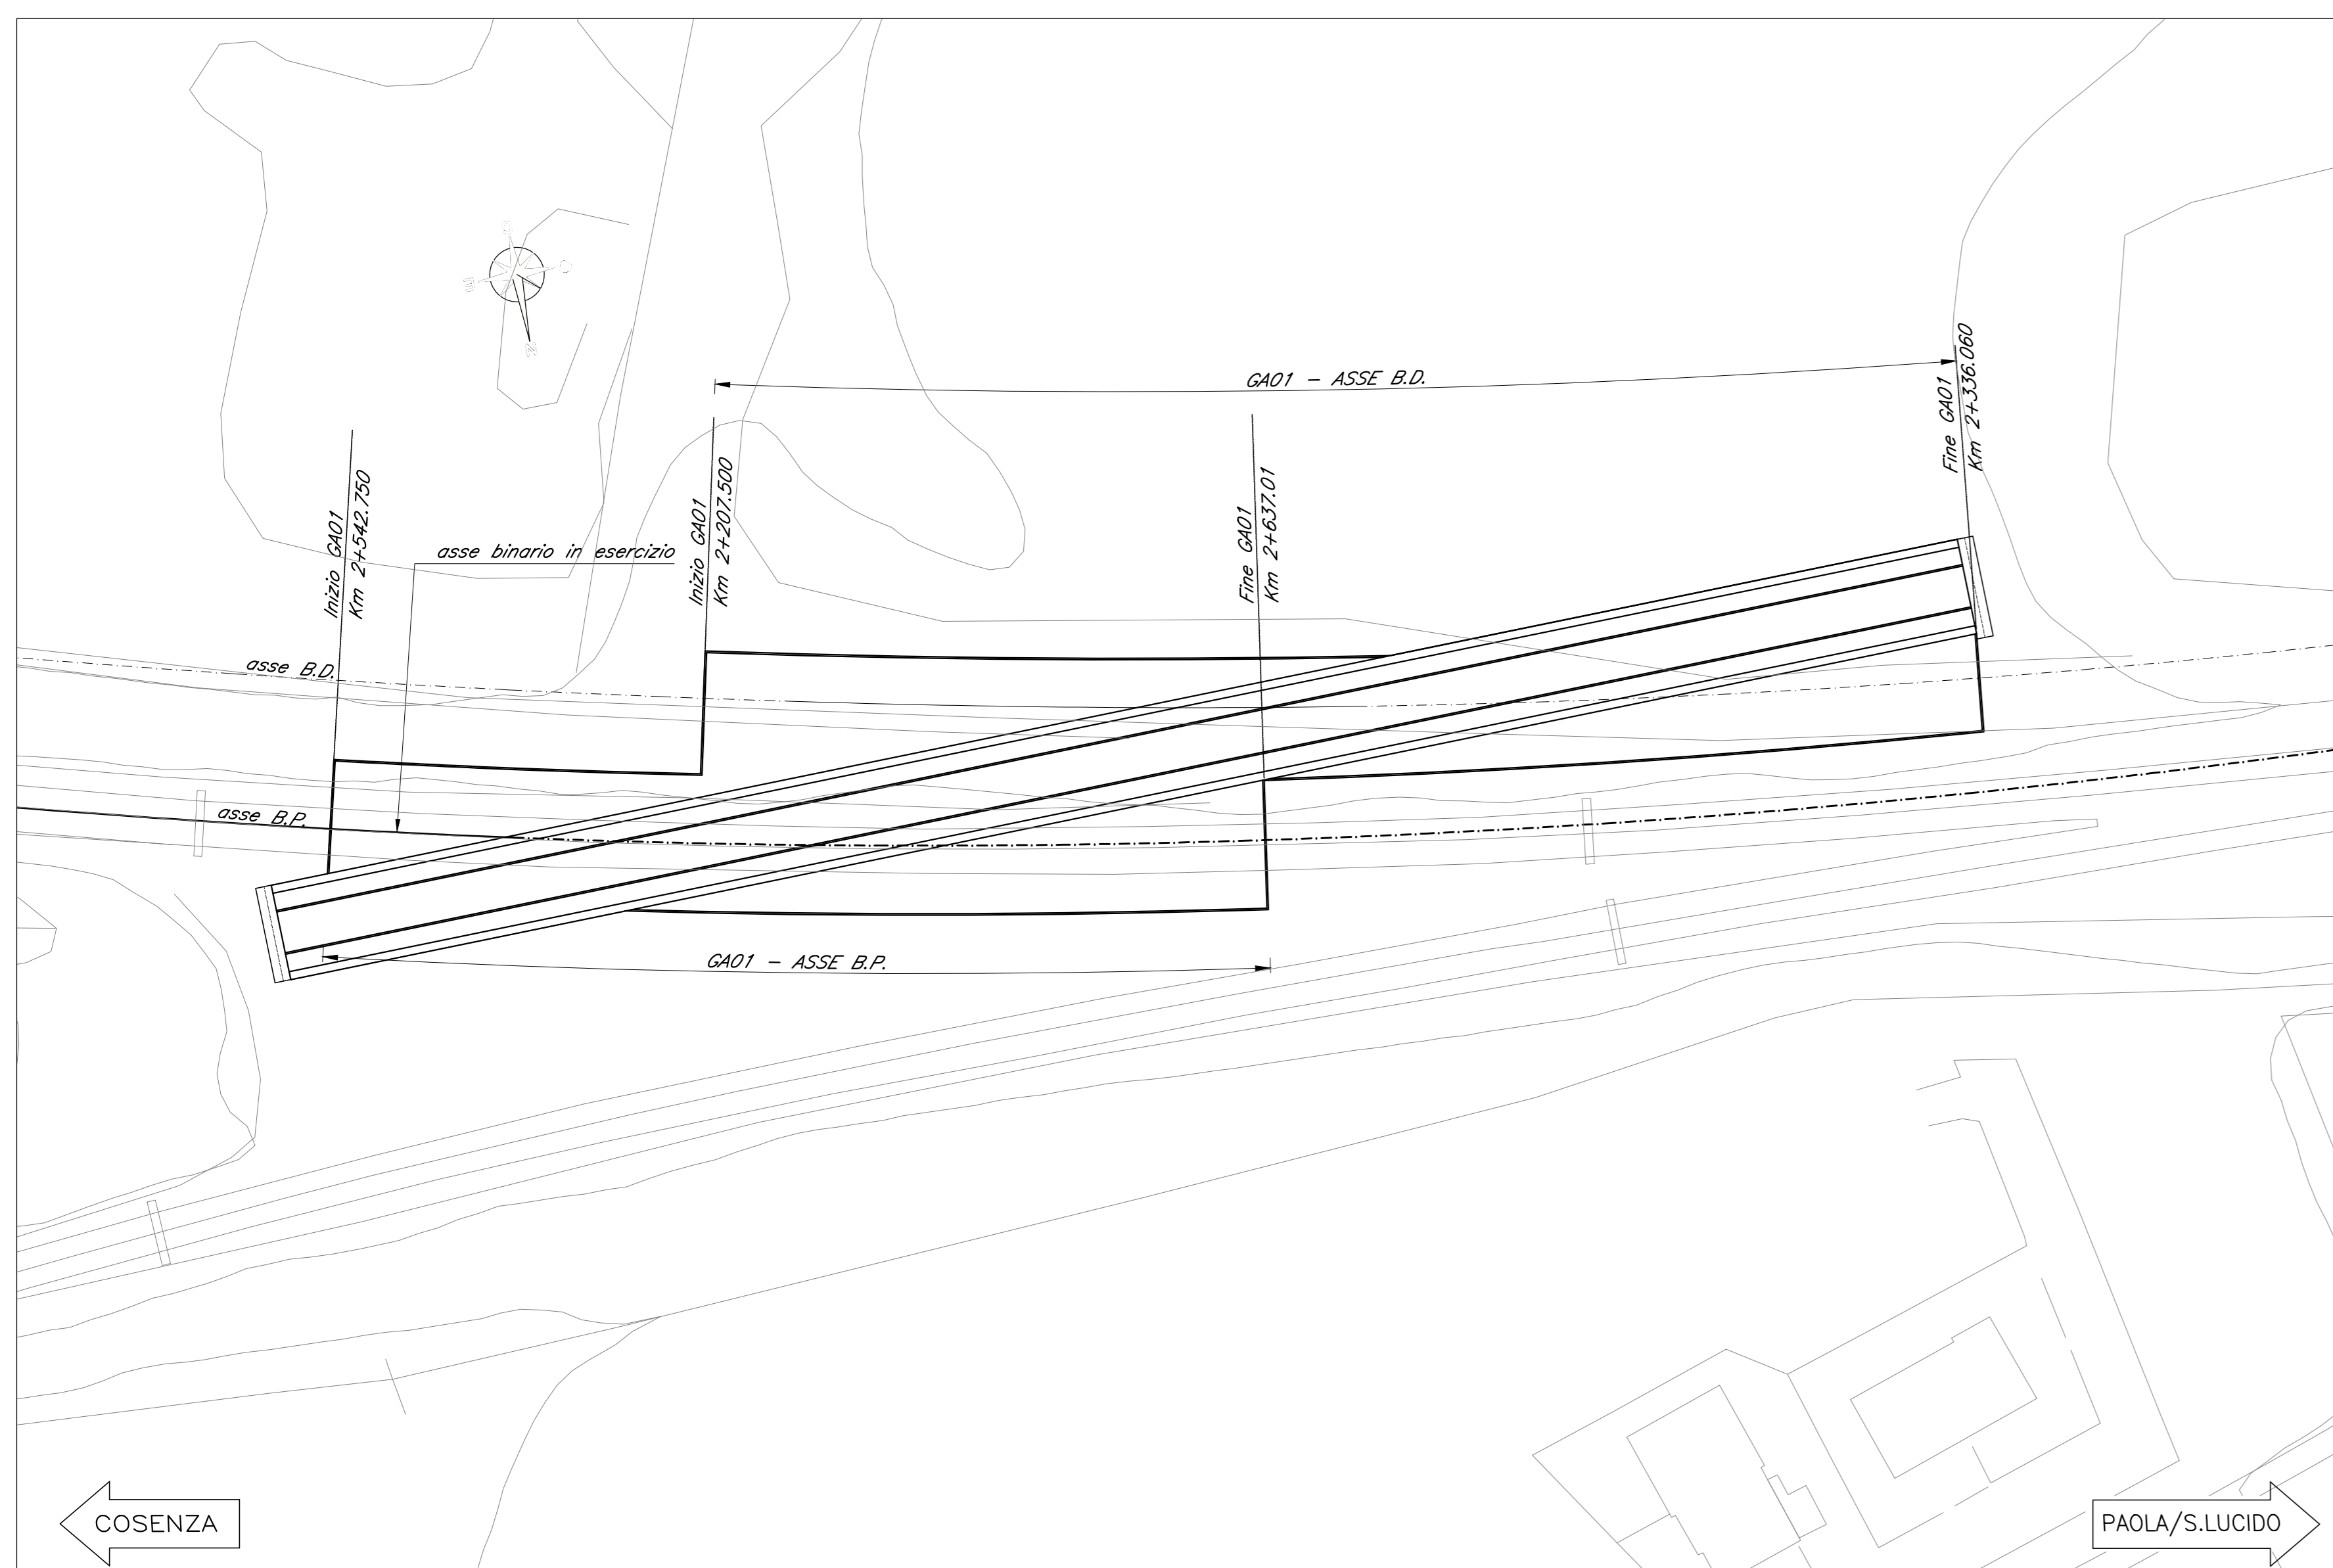 O
E
N
GA01 - ASSE B.D.
Fine GA01
Km 2+336.060
Inizio GA01
Km 2+542.750
Inizio GA01
Km 2+207.500
Fine GA01
Km 2+637.01
asse binario in esercizio
asse B.D.
asse B.P.
GA01 - ASSE B.P.
COSENZA
PAOLA/S.LUCIDO